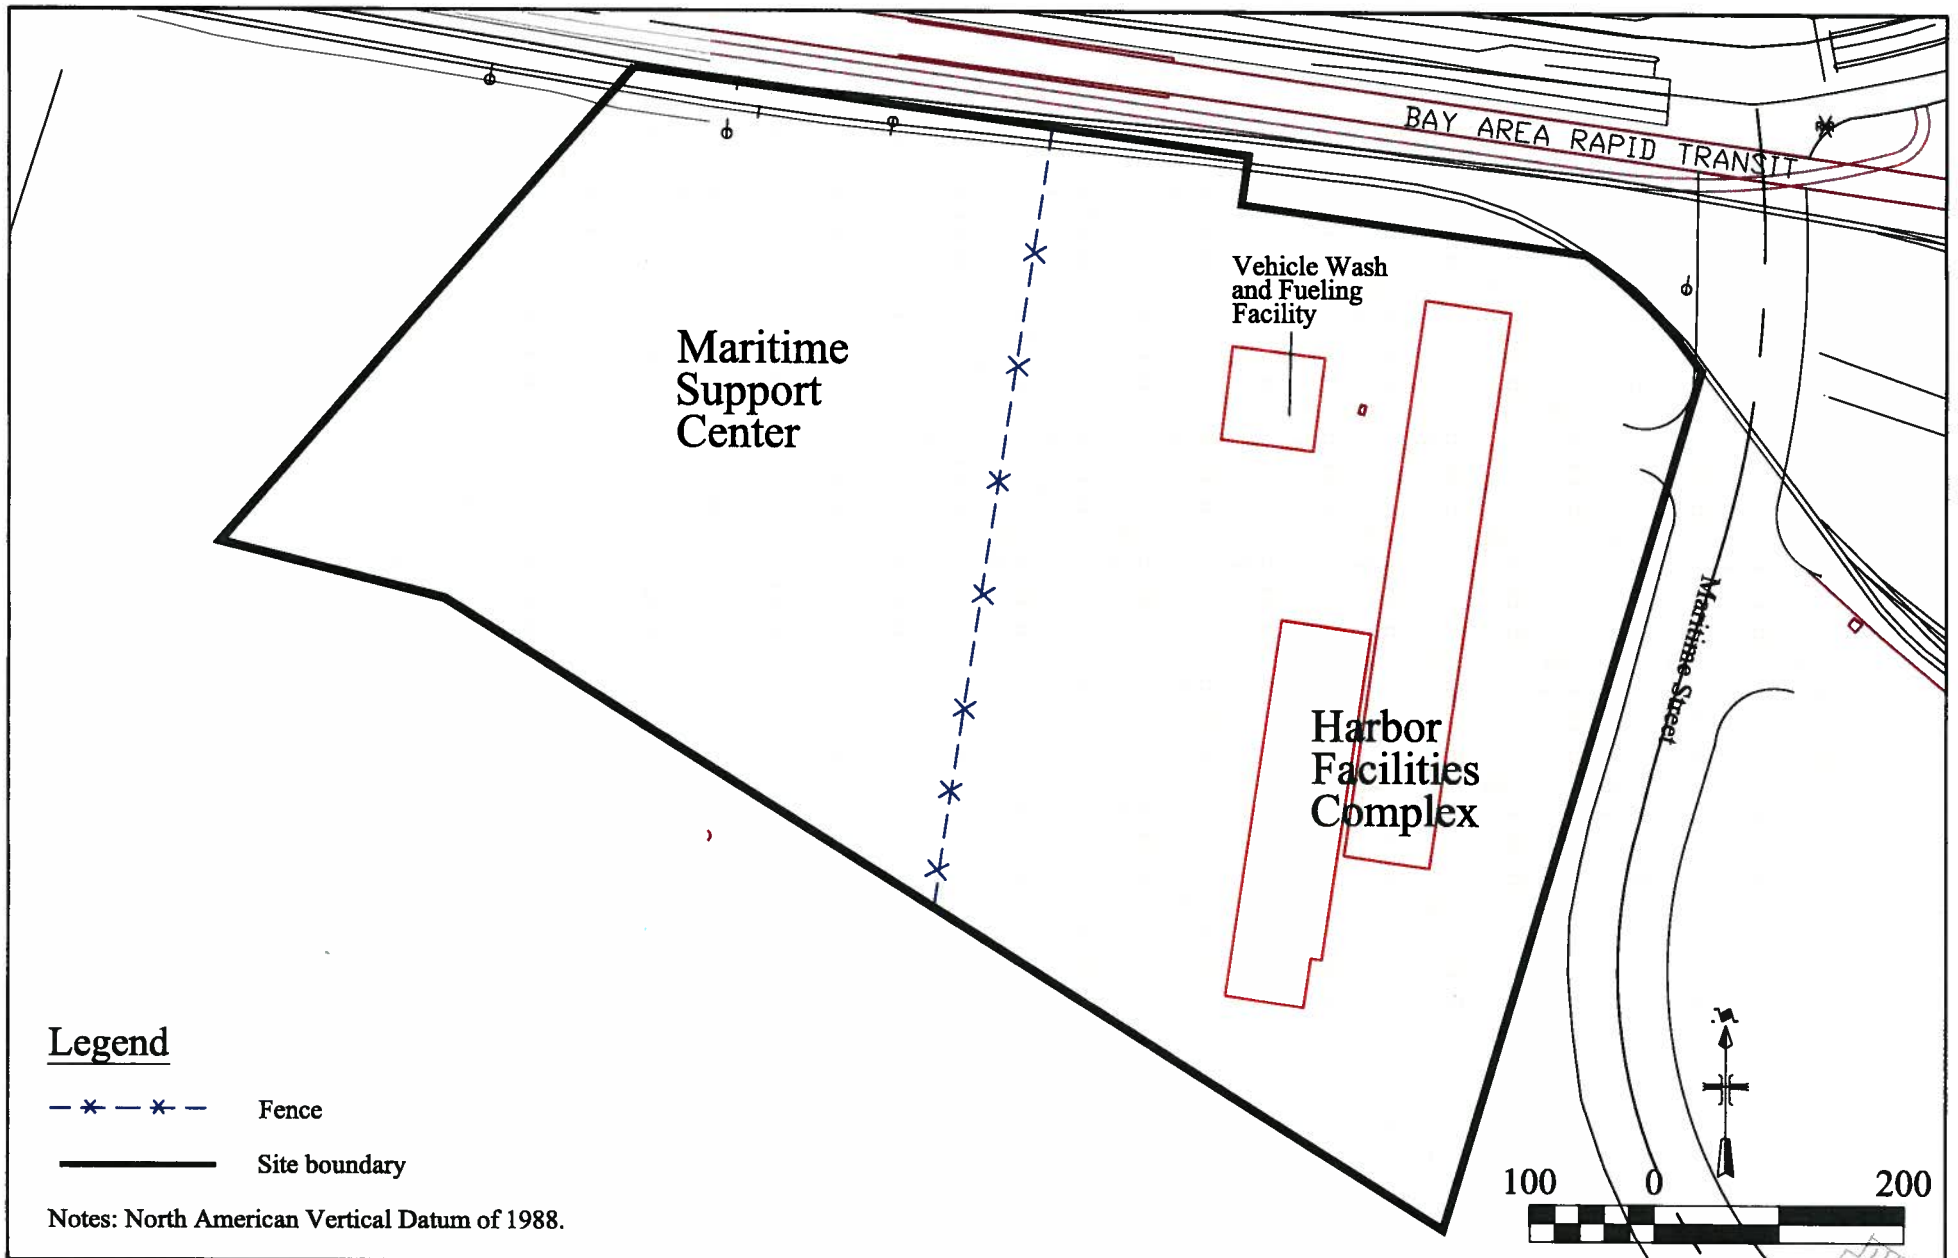 BAY AREA RAPID TRANSIT
Vehicle Wash
and Fueling
Facility
Maritime
Support
Center
Maritime Street
Harbor
Facilities
Complex
Legend
Fence
Site boundary
Notes: North American Vertical Datum of 1988.
N
100 0 200